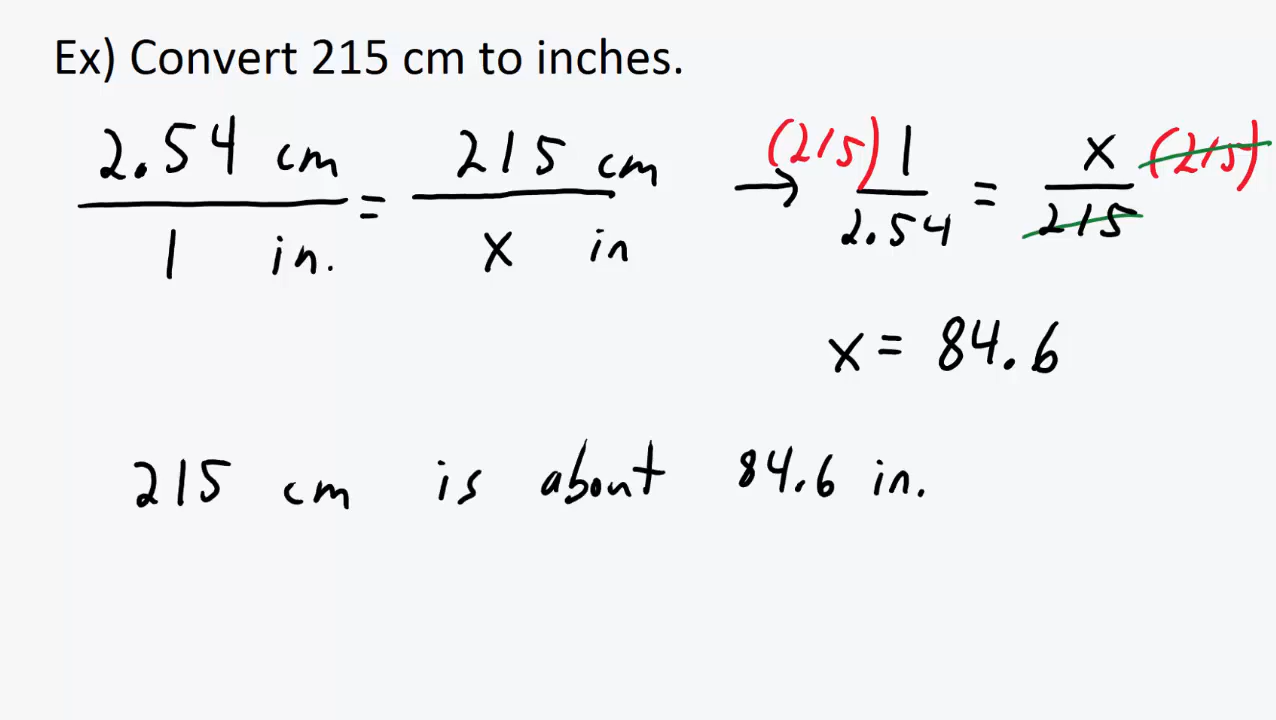 Ex) Convert 215 cm to inches.
2.54 cm / 1 in. = 215 cm / x in → (215) 1 / 2.54 = x / 215 (215)
x = 84.6
215 cm is about 84.6 in.